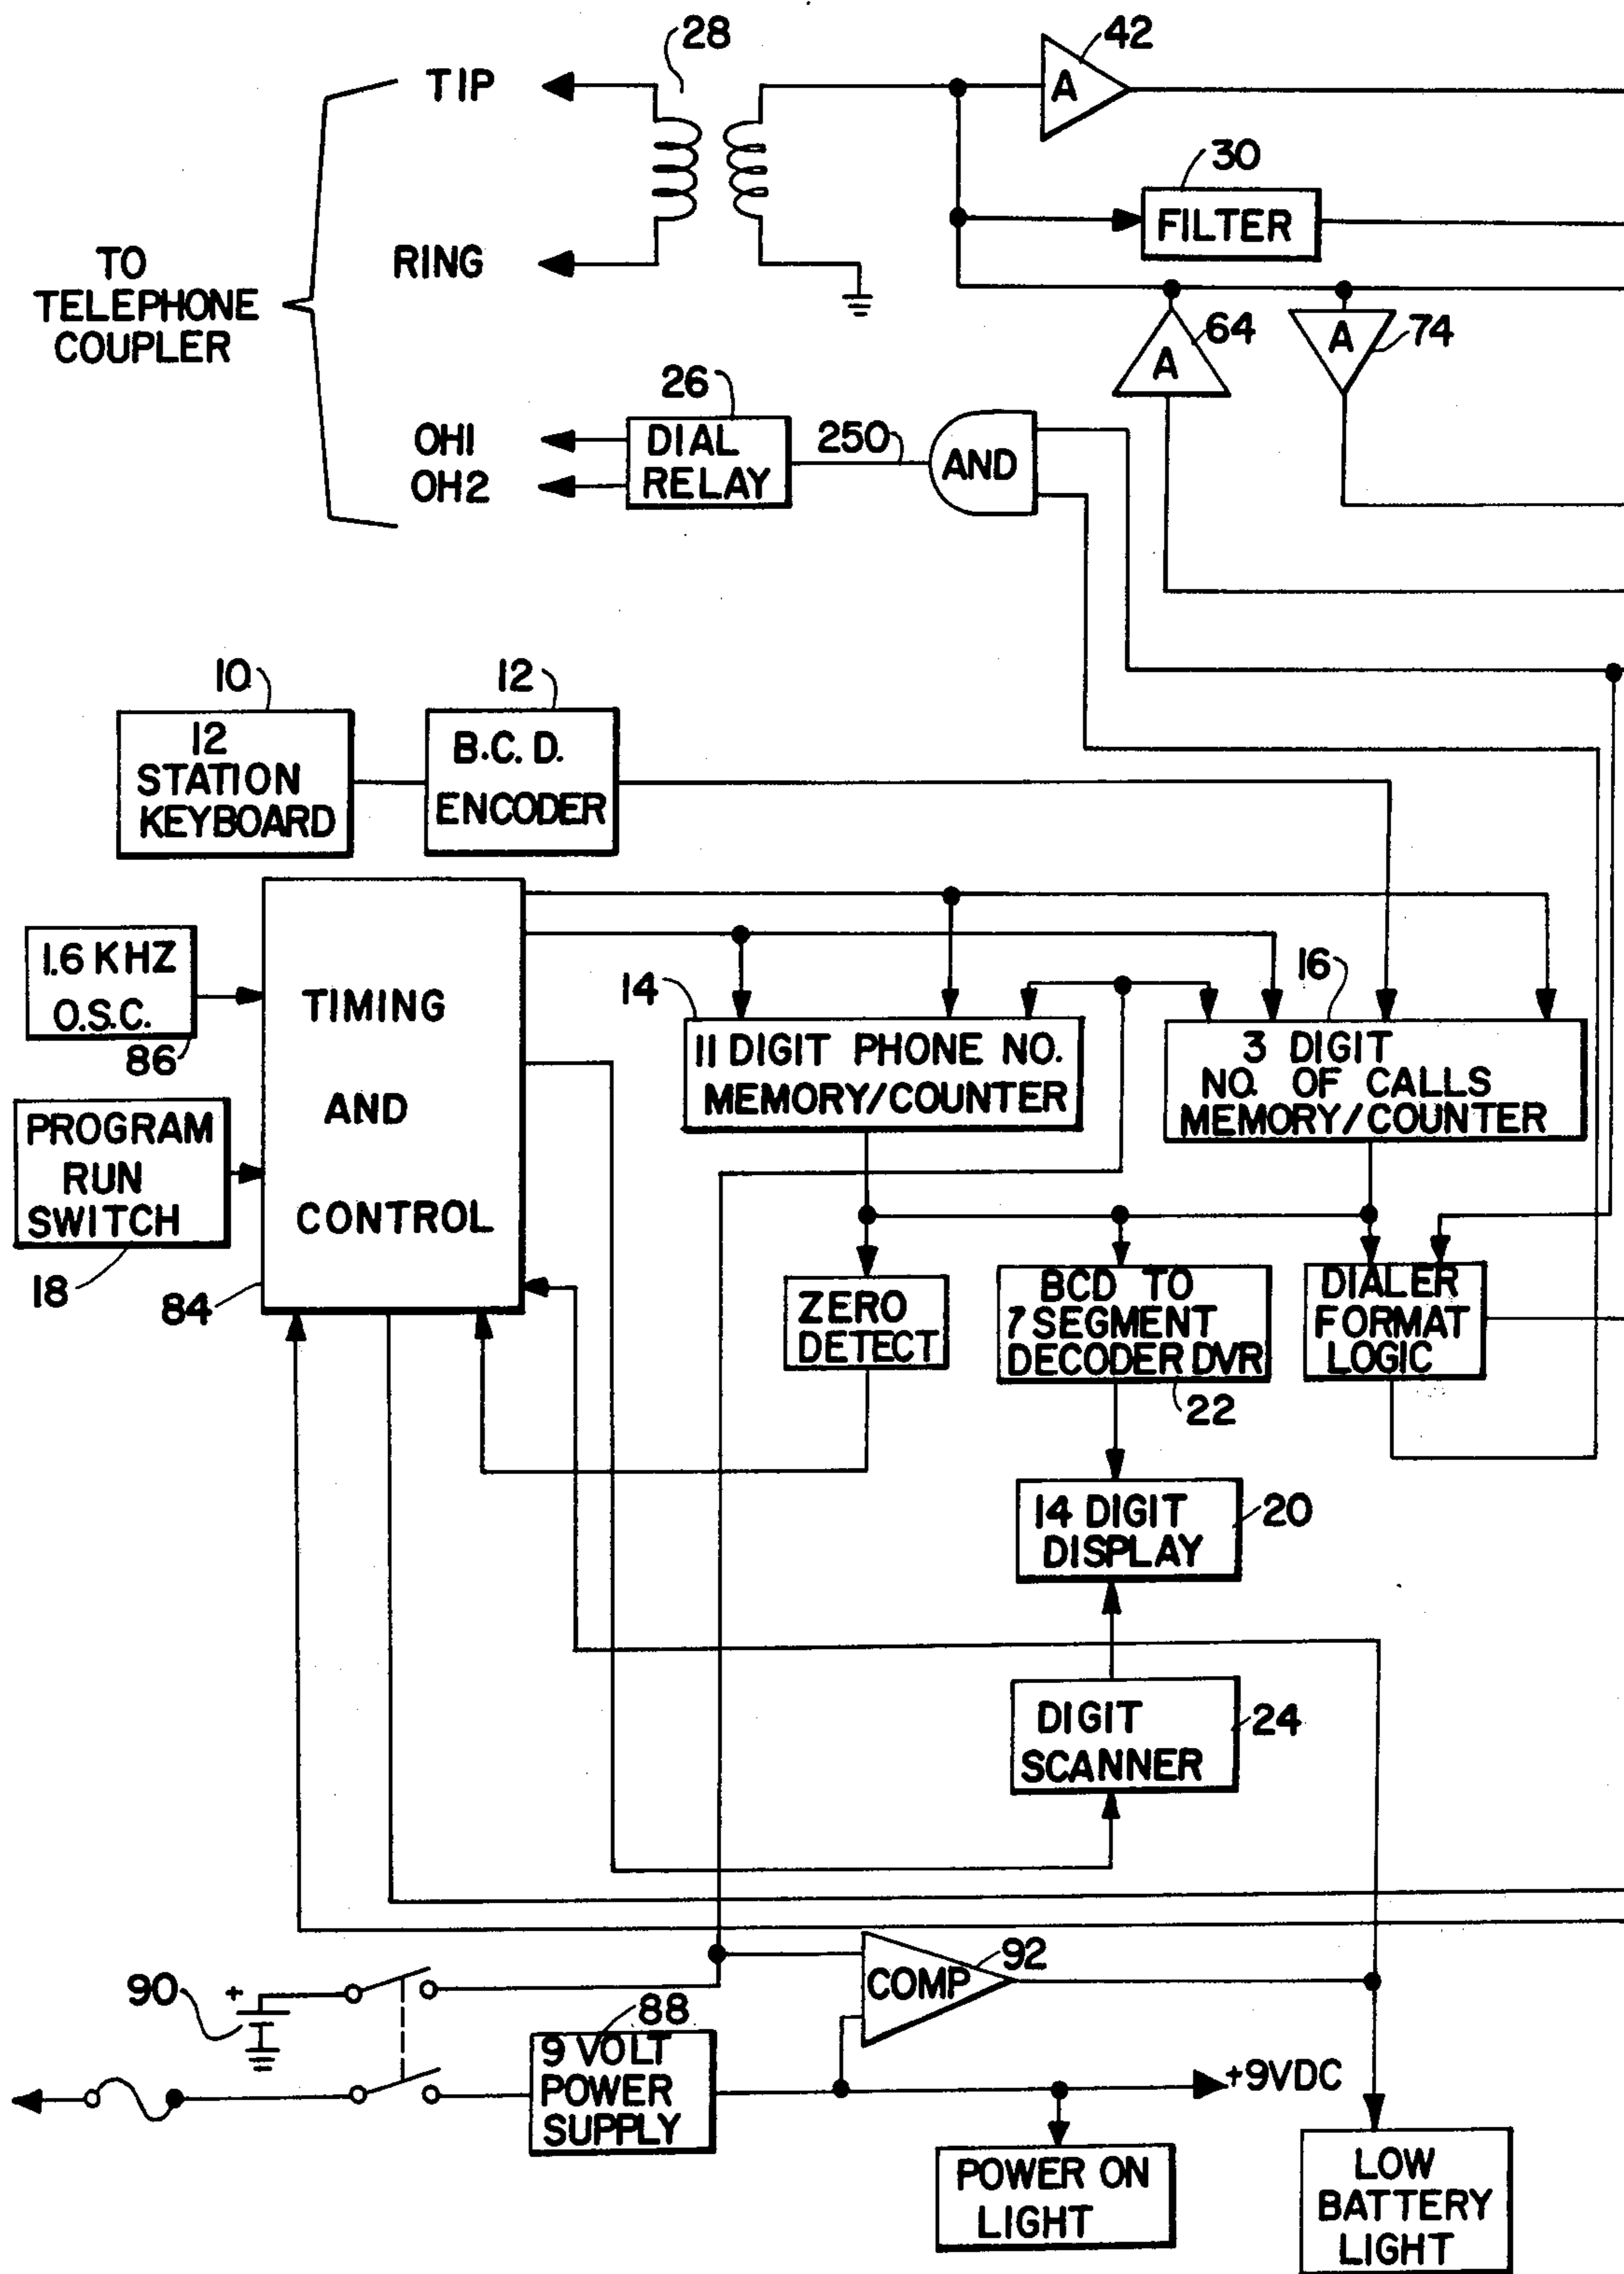 28
42
TIP
A
30
FILTER
RING
TO
TELEPHONE
COUPLER
A
64
A
74
26
OH1
OH2
DIAL
RELAY
250
AND
10
12
12
STATION
KEYBOARD
B.C.D.
ENCODER
1.6 KHZ
O.S.C.
86
TIMING
AND
CONTROL
14
11 DIGIT PHONE NO.
MEMORY/COUNTER
16
3 DIGIT
NO. OF CALLS
MEMORY/COUNTER
PROGRAM
RUN
SWITCH
18
84
ZERO
DETECT
BCD TO
7 SEGMENT
DECODER DVR
22
DIALER
FORMAT
LOGIC
14 DIGIT
DISPLAY
20
DIGIT
SCANNER
24
90
+
COMP
92
88
9 VOLT
POWER
SUPPLY
+9VDC
POWER ON
LIGHT
LOW
BATTERY
LIGHT